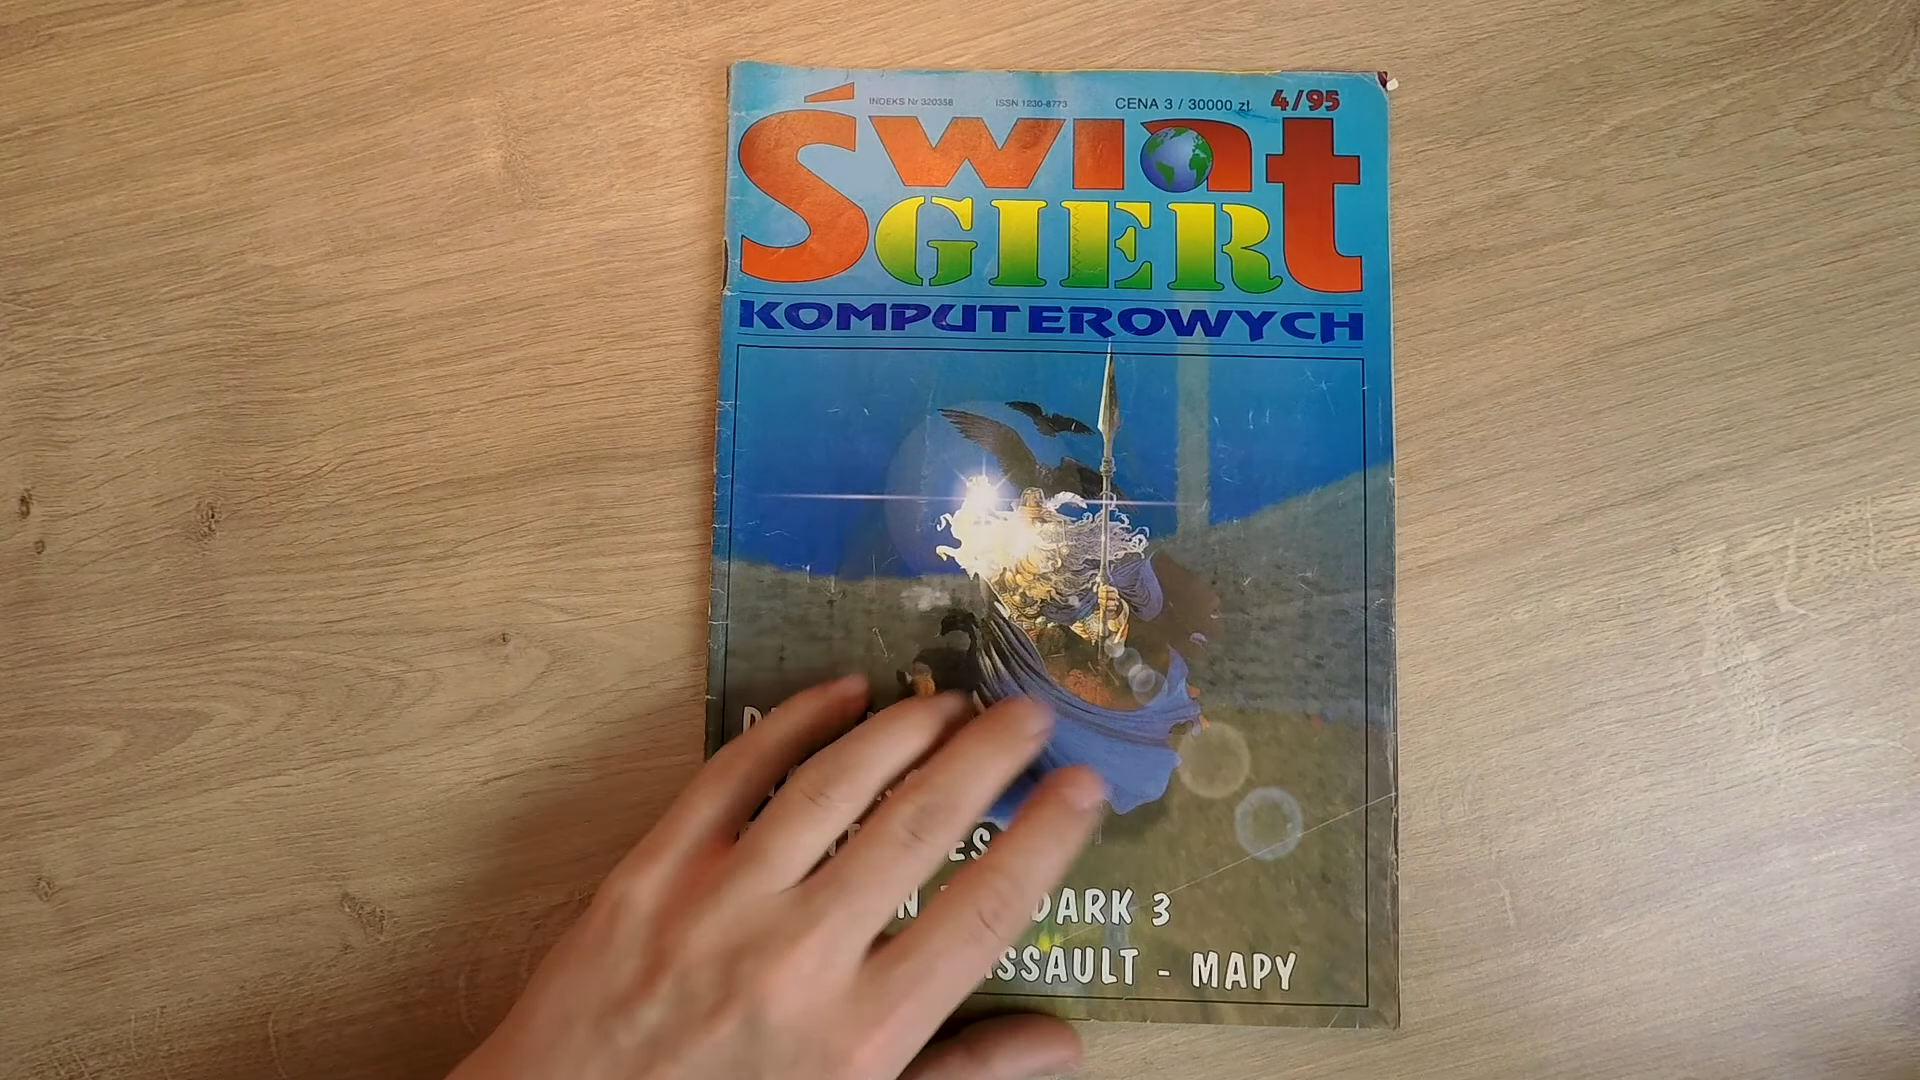 INDEKS Nr 320358 ISSN 1230-8773 CENA 3 / 30000 zł 4/95
Świat
GIER
KOMPUTEROWYCH
DARK 3
ASSAULT - MAPY